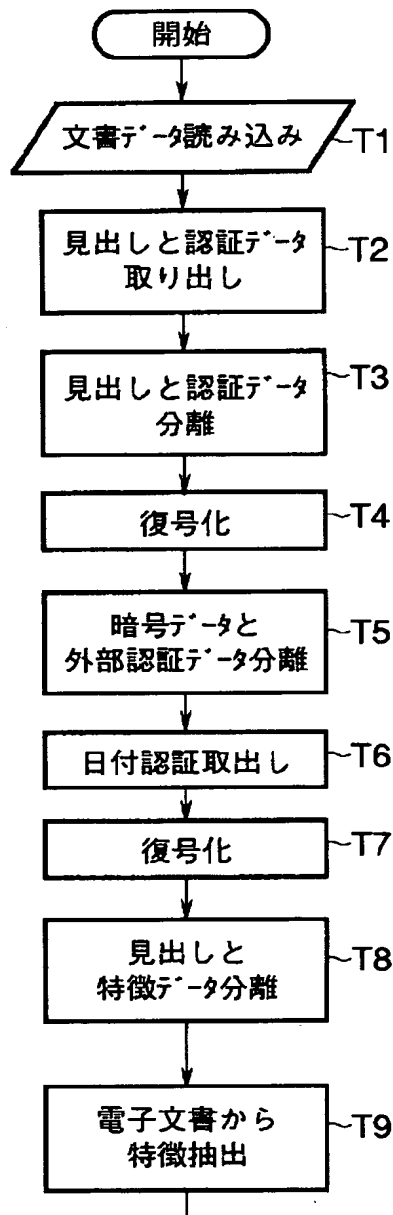 開始
文書データ読み込み
T1
見出しと認証データ
取り出し
T2
見出しと認証データ
分離
T3
復号化
T4
暗号データと
外部認証データ分離
T5
日付認証取出し
T6
復号化
T7
見出しと
特徴データ分離
T8
電子文書から
特徴抽出
T9